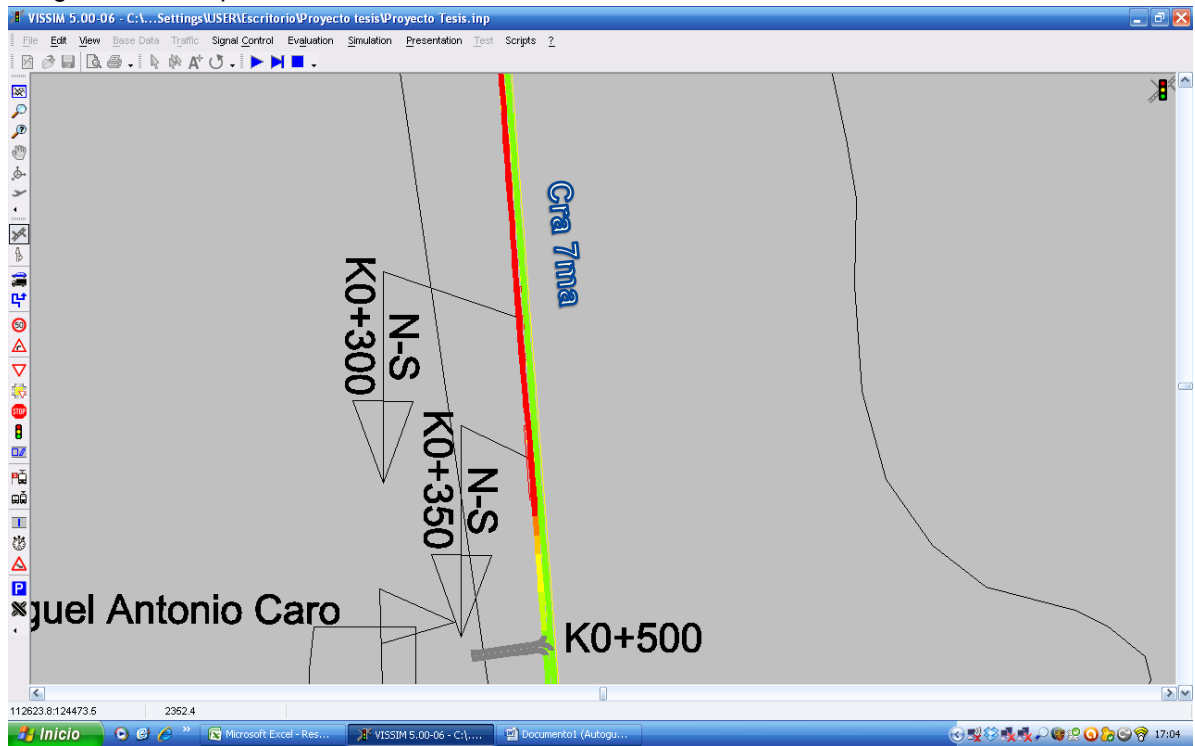 VISSIM 5.00-06 - C:\...Settings\USER\Escritorio\Proyecto tesis\Proyecto Tesis.inp
File Edit View Base Data Traffic Signal Control Evaluation Simulation Presentation Test Scripts ?
Cra 7ma
K0+300
N-S
K0+350
N-S
guel Antonio Caro
K0+500
50
STOP
P
112623.8:124473.5 2352.4
Inicio
Microsoft Excel - Res...
VISSIM 5.00-06 - C:\,...
Documento1 (Autogu...
17:04